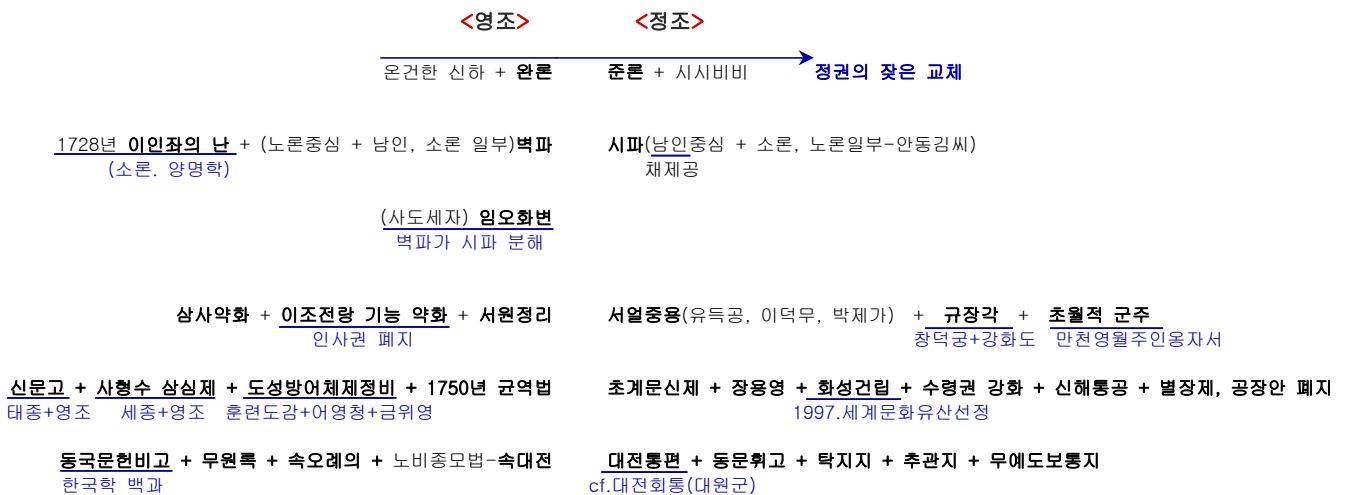 <영조> <정조>
온건한 신하 + 완론 준론 + 시시비비 정권의 잦은 교체
1728년 이인좌의 난 + (노론중심 + 남인, 소론 일부)벽파 시파(남인중심 + 소론, 노론일부-안동김씨)
(소론. 양명학) 채제공
(사도세자) 임오화변
벽파가 시파 분해
삼사약화 + 이조전랑 기능 약화 + 서원정리 서얼중용(유득공, 이덕무, 박제가) + 규장각 + 초월적 군주
인사권 폐지 창덕궁+강화도 만천영월주인옹자서
신문고 + 사형수 삼심제 + 도성방어체제정비 + 1750년 균역법 초계문신제 + 장용영 + 화성건립 + 수령권 강화 + 신해통공 + 별장제, 공장안 폐지
태종+영조 세종+영조 훈련도감+어영청+금위영 1997.세계문화유산선정
동국문헌비고 + 무원록 + 속오례의 + 노비종모법-속대전 대전통편 + 동문휘고 + 탁지지 + 추관지 + 무예도보통지
한국학 백과 cf.대전회통(대원군)